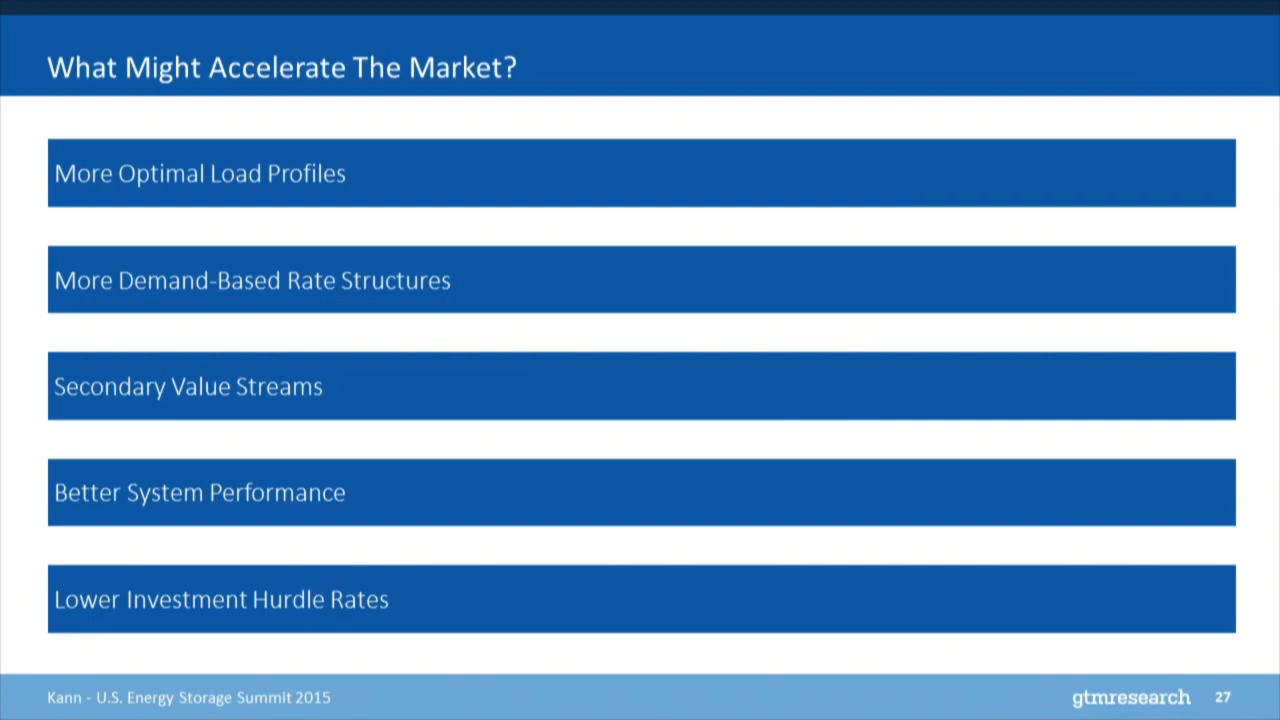 What Might Accelerate The Market?
More Optimal Load Profiles
More Demand-Based Rate Structures
Secondary Value Streams
Better System Performance
Lower Investment Hurdle Rates
Kann - U.S. Energy Storage Summit 2015
gtmresearch 27